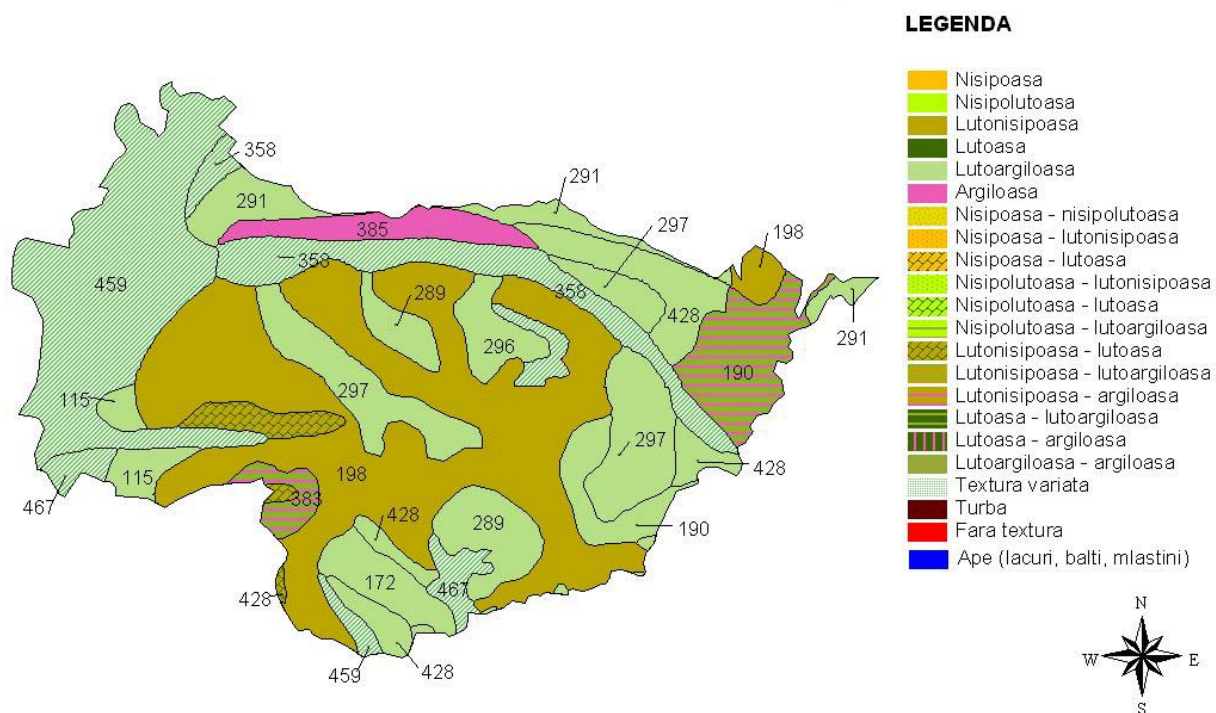 LEGENDA
Nisipoasa
Nisipolutoasa
Lutonisipoasa
Lutoasa
Lutoargiloasa
Argiloasa
Nisipoasa - nisipolutoasa
Nisipoasa - lutonisipoasa
Nisipoasa - lutoasa
Nisipolutoasa - lutonisipoasa
Nisipolutoasa - lutoasa
Nisipolutoasa - lutoargiloasa
Lutonisipoasa - lutoasa
Lutonisipoasa - lutoargiloasa
Lutonisipoasa - argiloasa
Lutoasa - lutoargiloasa
Lutoasa - argiloasa
Lutoargiloasa - argiloasa
Textura variata
Turba
Fara textura
Ape (lacuri, balti, mlastini)
358
291
291
385
297
198
358
459
289
358
428
291
296
190
115
297
297
198
115
428
467
383
428
289
190
172
467
428
459
428
N
W
E
S